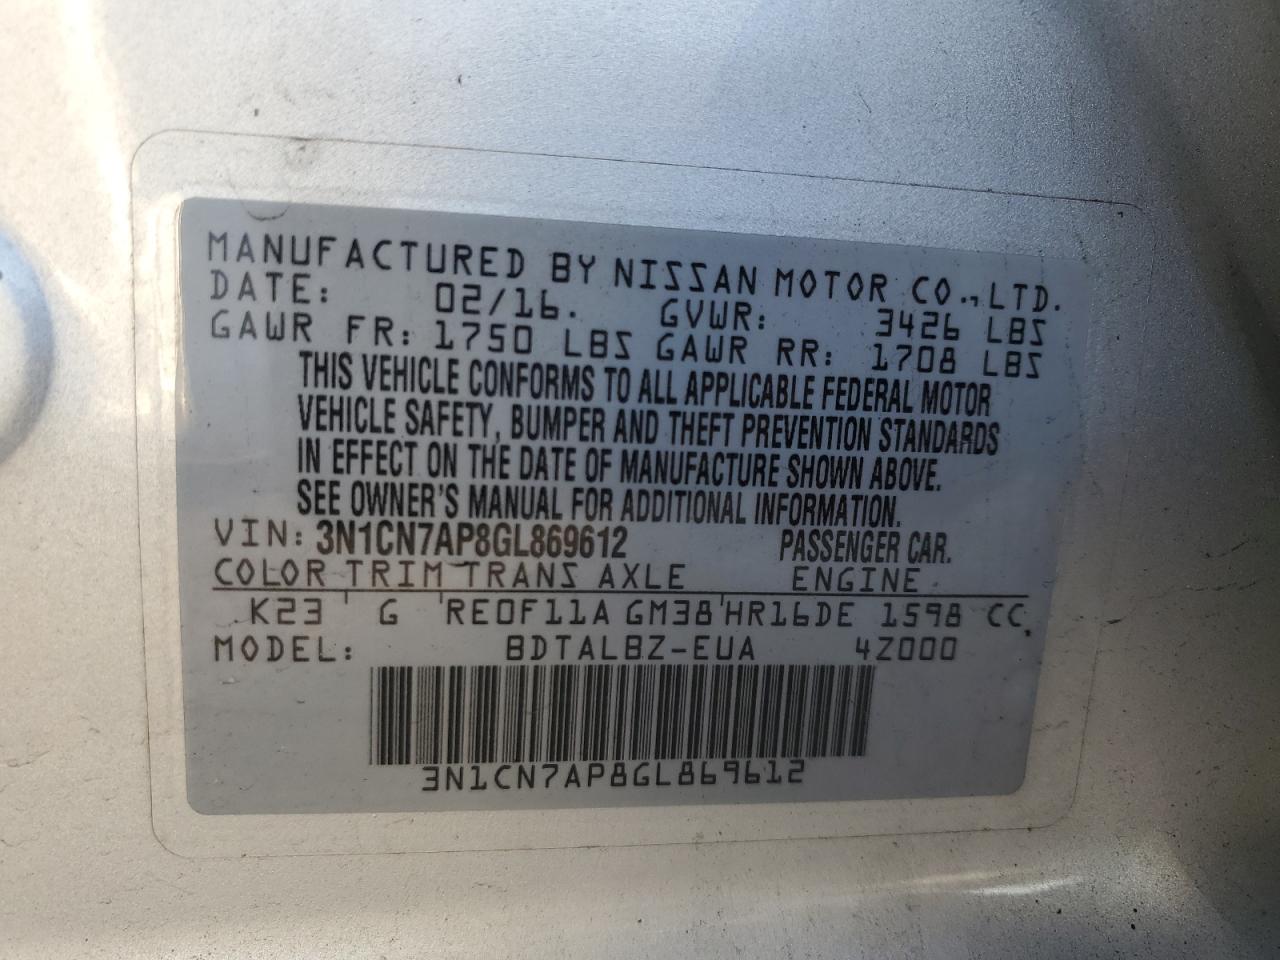 MANUFACTURED BY NISSAN MOTOR CO., LTD.
DATE: 02/16. GVWR: 3426 LBS
GAWR FR: 1750 LBS GAWR RR: 1708 LBS
THIS VEHICLE CONFORMS TO ALL APPLICABLE FEDERAL MOTOR
VEHICLE SAFETY, BUMPER AND THEFT PREVENTION STANDARDS
IN EFFECT ON THE DATE OF MANUFACTURE SHOWN ABOVE.
SEE OWNER'S MANUAL FOR ADDITIONAL INFORMATION.
VIN: 3N1CN7AP8GL869612 PASSENGER CAR.
COLOR TRIM TRANS AXLE ENGINE
K23 G RE0F11A GM38 HR16DE 1598 CC
MODEL: BDTALBZ-EUA 4Z000
3N1CN7AP8GL869612